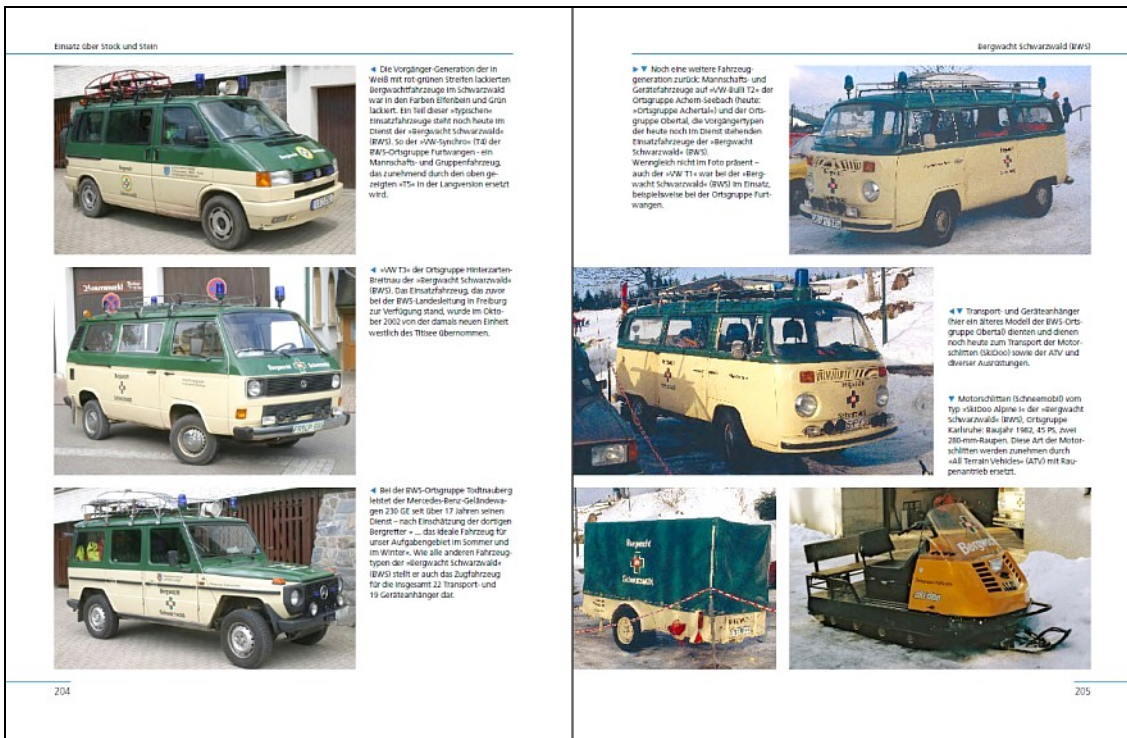 Einsatz über Stock und Stein
◄ Die Vorgänger-Generation der in
Weiß mit rot-grünen Streifen lackierten
Bergwachtfahrzeuge im Schwarzwald
war in den Farben Elfenbein und Grün
lackiert. Ein Teil dieser »typischen«
Einsatzfahrzeuge steht noch heute im
Dienst der »Bergwacht Schwarzwald«
(BWS). So der »VW-Synchro« (T4) der
BWS-Ortsgruppe Furtwangen - ein
Mannschafts- und Gruppenfahrzeug,
das zunehmend durch den oben ge-
zeigten »T5« in der Langversion ersetzt
wird.
◄ »VW T3« der Ortsgruppe Hinterzarten-
Breitnau der »Bergwacht Schwarzwald«
(BWS). Das Einsatzfahrzeug, das zuvor
bei der BWS-Landesleitung in Freiburg
zur Verfügung stand, wurde im Okto-
ber 2002 von der damals neuen Einheit
westlich des Titisee übernommen.
Bergwacht Schwarzwald
Bergwacht
Schwarzwald
◄ Bei der BWS-Ortsgruppe Todtnauberg
leistet der Mercedes-Benz-Geländewa-
gen 230 GE seit über 17 Jahren seinen
Dienst – nach Einschätzung der dortigen
Bergretter » ... das ideale Fahrzeug für
unser Aufgabengebiet im Sommer und
im Winter«. Wie alle anderen Fahrzeug-
typen der »Bergwacht Schwarzwald«
(BWS) stellt er auch das Zugfahrzeug
für die insgesamt 22 Transport- und
19 Geräteanhänger dar.
Bergwacht
Schwarzwald
204
Bergwacht Schwarzwald (BWS)
►▼ Noch eine weitere Fahrzeug-
generation zurück: Mannschafts- und
Gerätefahrzeuge auf »VW-Bulli T2« der
Ortsgruppe Achern-Seebach (heute:
»Ortsgruppe Achertal«) und der Orts-
gruppe Obertal, die Vorgängertypen
der heute noch im Dienst stehenden
Einsatzfahrzeuge der »Bergwacht
Schwarzwald« (BWS).
Wenngleich nicht im Foto präsent –
auch der »VW T1« war bei der »Berg-
wacht Schwarzwald« (BWS) im Einsatz,
beispielsweise bei der Ortsgruppe Furt-
wangen.
◄▼ Transport- und Geräteanhänger
(hier ein älteres Modell der BWS-Orts-
gruppe Obertal) dienten und dienen
noch heute zum Transport der Motor-
schlitten (SkiDoo) sowie der ATV und
diverser Ausrüstungen.
▼ Motorschlitten (Schneemobil) vom
Typ »SkiDoo Alpine I« der »Bergwacht
Schwarzwald« (BWS), Ortsgruppe
Karlsruhe: Baujahr 1982, 45 PS, zwei
280-mm-Raupen. Diese Art der Motor-
schlitten werden zunehmen durch
»All Terrain Vehicles« (ATV) mit Rau-
penantrieb ersetzt.
Bergwacht
Schwarzwald
Bergwacht
ski-doo
205